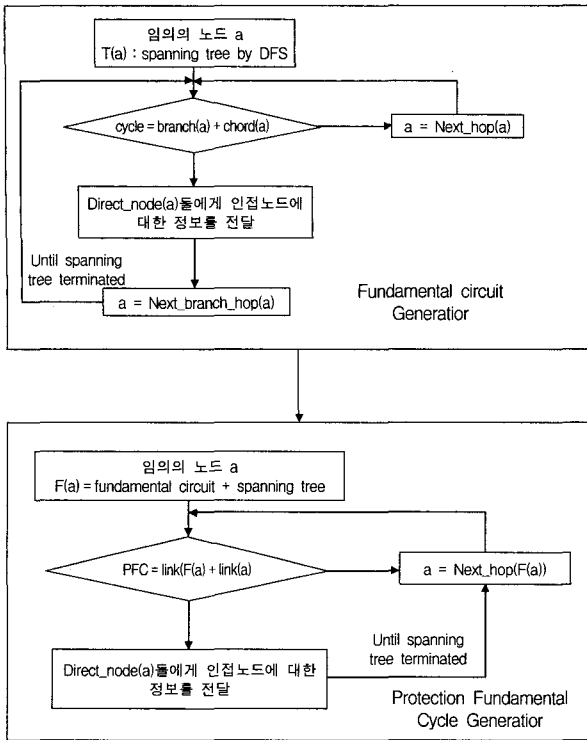 임의의 노드 a
T(a) : spanning tree by DFS
cycle = branch(a) + chord(a)
a = Next_hop(a)
Direct_node(a)둘에게 인접노드에
대한 정보를 전달
Until spanning
tree terminated
a = Next_branch_hop(a)
Fundamental circuit
Generatior
임의의 노드 a
F(a) = fundamental circuit + spanning tree
PFC = link(F(a) + link(a)
a = Next_hop(F(a))
Until spanning
tree terminated
Direct_node(a)둘에게 인접노드에 대한
정보를 전달
Protection Fundamental
Cycle Generatior